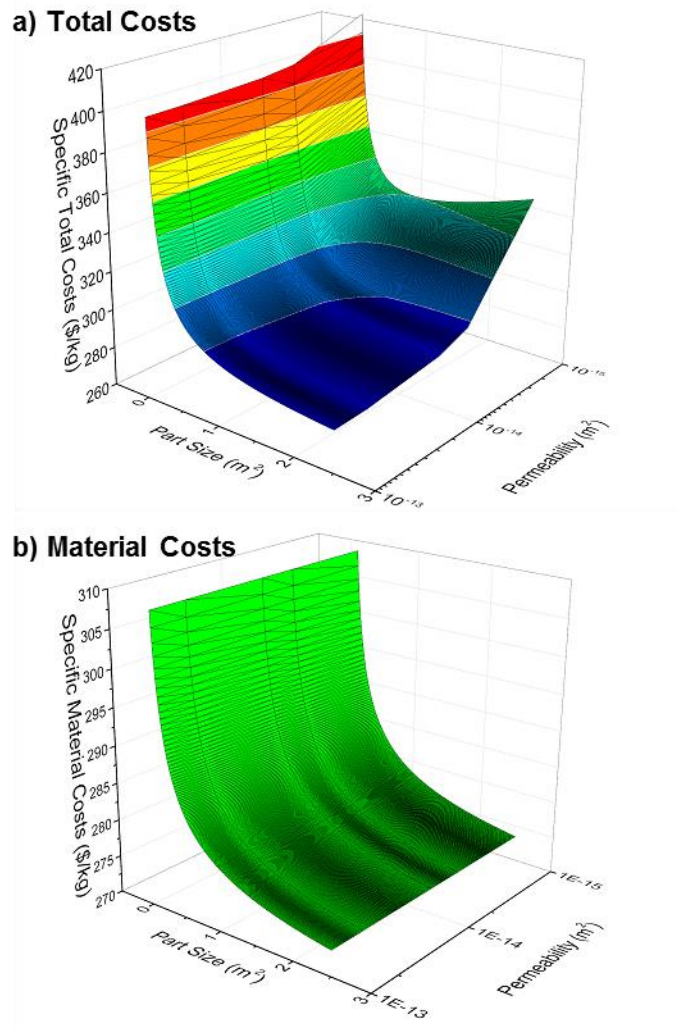 a) Total Costs
420
400
380
360
340
320
300
280
260
Specific Total Costs ($/kg)
0
1
2
3
Part Size (m²)
10⁻¹³
10⁻¹⁴
10⁻¹⁵
Permeability (m²)
b) Material Costs
310
305
300
295
290
285
280
275
270
Specific Material Costs ($/kg)
0
1
2
3
Part Size (m²)
1E-13
1E-14
1E-15
Permeability (m²)